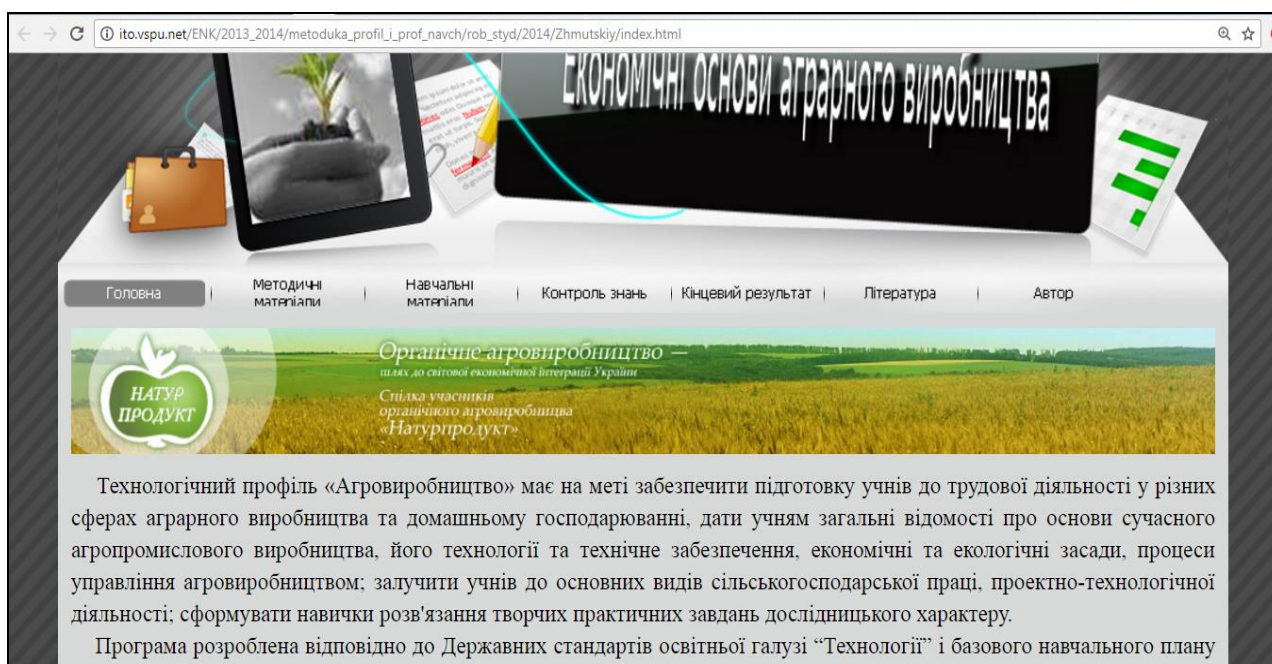 ito.vspu.net/ENK/2013_2014/metoduka_profil_i_prof_navch/rob_styd/2014/Zhmutskiy/index.html
Економічні основи аграрного виробництва
Головна | Методичні матеріали | Навчальні матеріали | Контроль знань | Кінцевий результат | Література | Автор
НАТУР
ПРОДУКТ
Органічне агровиробництво —
шлях до світової економічної інтеграції України
Спілка учасників
органічного агровиробництва
«Натурпродукт»
Технологічний профіль «Агровиробництво» має на меті забезпечити підготовку учнів до трудової діяльності у різних
сферах аграрного виробництва та домашньому господарюванні, дати учням загальні відомості про основи сучасного
агропромислового виробництва, його технології та технічне забезпечення, економічні та екологічні засади, процеси
управління агровиробництвом; залучити учнів до основних видів сільськогосподарської праці, проектно-технологічної
діяльності; сформувати навички розв'язання творчих практичних завдань дослідницького характеру.
Програма розроблена відповідно до Державних стандартів освітньої галузі “Технології” і базового навчального плану